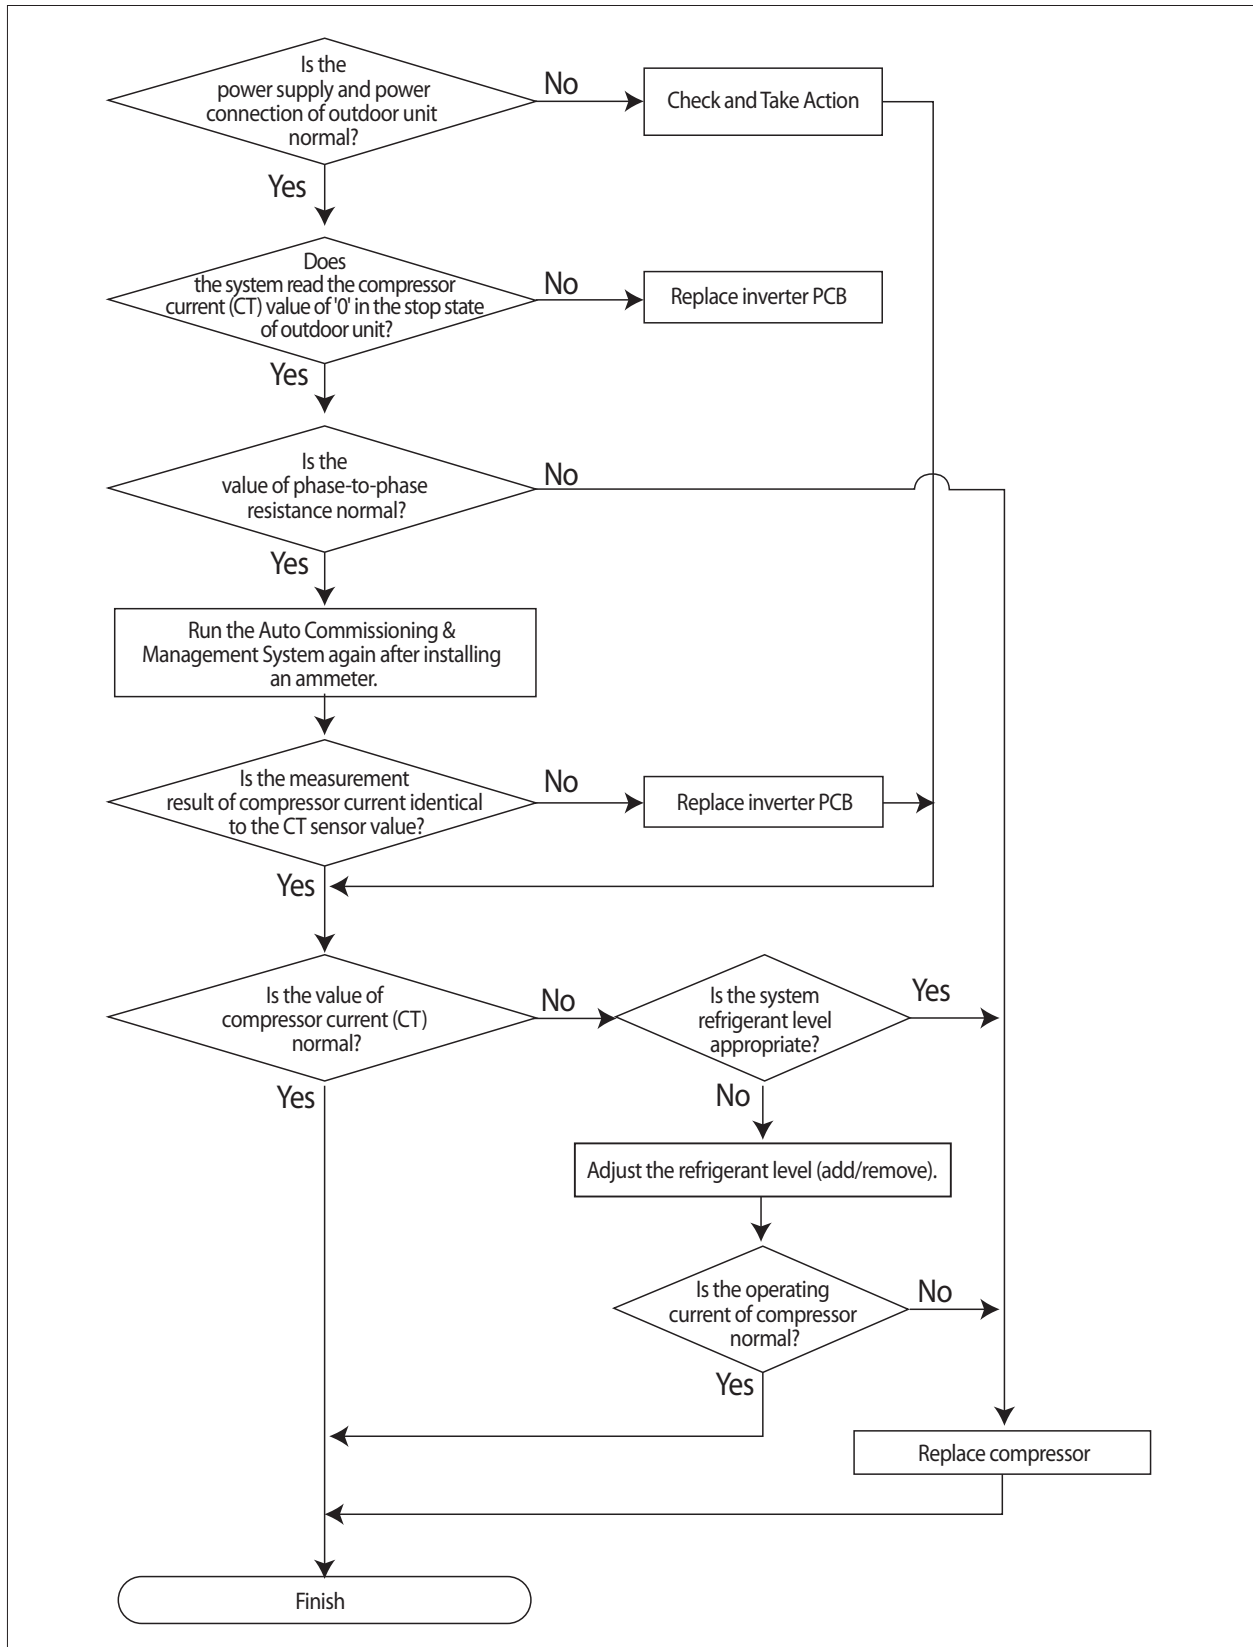 Is the
power supply and power
connection of outdoor unit
normal?
No
Check and Take Action
Yes
Does
the system read the compressor
current (CT) value of '0' in the stop state
of outdoor unit?
No
Replace inverter PCB
Yes
Is the
value of phase-to-phase
resistance normal?
No
Yes
Run the Auto Commissioning &
Management System again after installing
an ammeter.
Is the measurement
result of compressor current identical
to the CT sensor value?
No
Replace inverter PCB
Yes
Is the value of
compressor current (CT)
normal?
No
Is the system
refrigerant level
appropriate?
Yes
Yes
No
Adjust the refrigerant level (add/remove).
Is the operating
current of compressor
normal?
No
Yes
Replace compressor
Finish